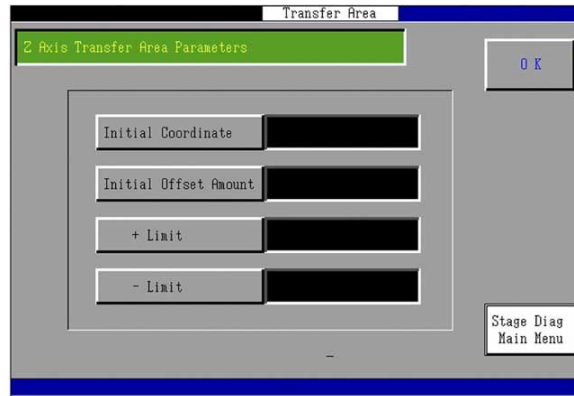 Transfer Area
Z Axis Transfer Area Parameters
O K
Initial Coordinate
Initial Offset Amount
+ Limit
- Limit
Stage Diag
Main Menu